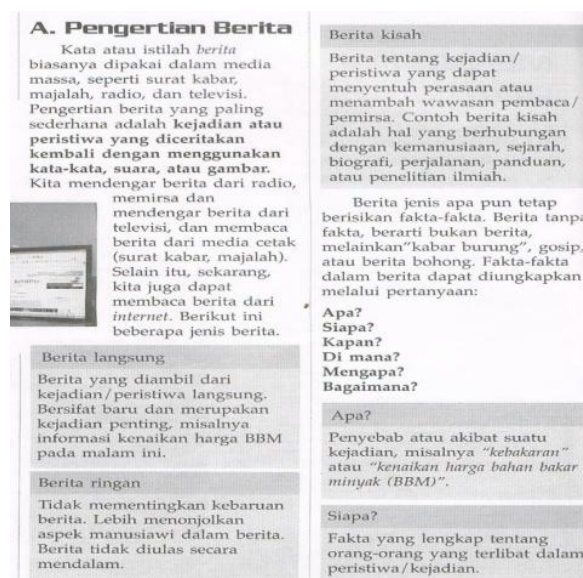 A. Pengertian Berita
Kata atau istilah berita
biasanya dipakai dalam media
massa, seperti surat kabar,
majalah, radio, dan televisi.
Pengertian berita yang paling
sederhana adalah kejadian atau
peristiwa yang diceritakan
kembali dengan menggunakan
kata-kata, suara, atau gambar.
Kita mendengar berita dari radio,
memirsa dan
mendengar berita dari
televisi, dan membaca
berita dari media cetak
(surat kabar, majalah).
Selain itu, sekarang,
kita juga dapat
membaca berita dari
internet. Berikut ini
beberapa jenis berita.
Berita langsung
Berita yang diambil dari
kejadian/peristiwa langsung.
Bersifat baru dan merupakan
kejadian penting, misalnya
informasi kenaikan harga BBM
pada malam ini.
Berita ringan
Tidak mementingkan kebaruan
berita. Lebih menonjolkan
aspek manusiawi dalam berita.
Berita tidak diulas secara
mendalam.
Berita kisah
Berita tentang kejadian/
peristiwa yang dapat
menyentuh perasaan atau
menambah wawasan pembaca/
pemirsa. Contoh berita kisah
adalah hal yang berhubungan
dengan kemanusiaan, sejarah,
biografi, perjalanan, panduan,
atau penelitian ilmiah.
Berita jenis apa pun tetap
berisikan fakta-fakta. Berita tanpa
fakta, berarti bukan berita,
melainkan"kabar burung", gosip,
atau berita bohong. Fakta-fakta
dalam berita dapat diungkapkan
melalui pertanyaan:
Apa?
Siapa?
Kapan?
Di mana?
Mengapa?
Bagaimana?
Apa?
Penyebab atau akibat suatu
kejadian, misalnya "kebakaran"
atau "kenaikan harga bahan bakar
minyak (BBM)".
Siapa?
Fakta yang lengkap tentang
orang-orang yang terlibat dalam
peristiwa/kejadian.